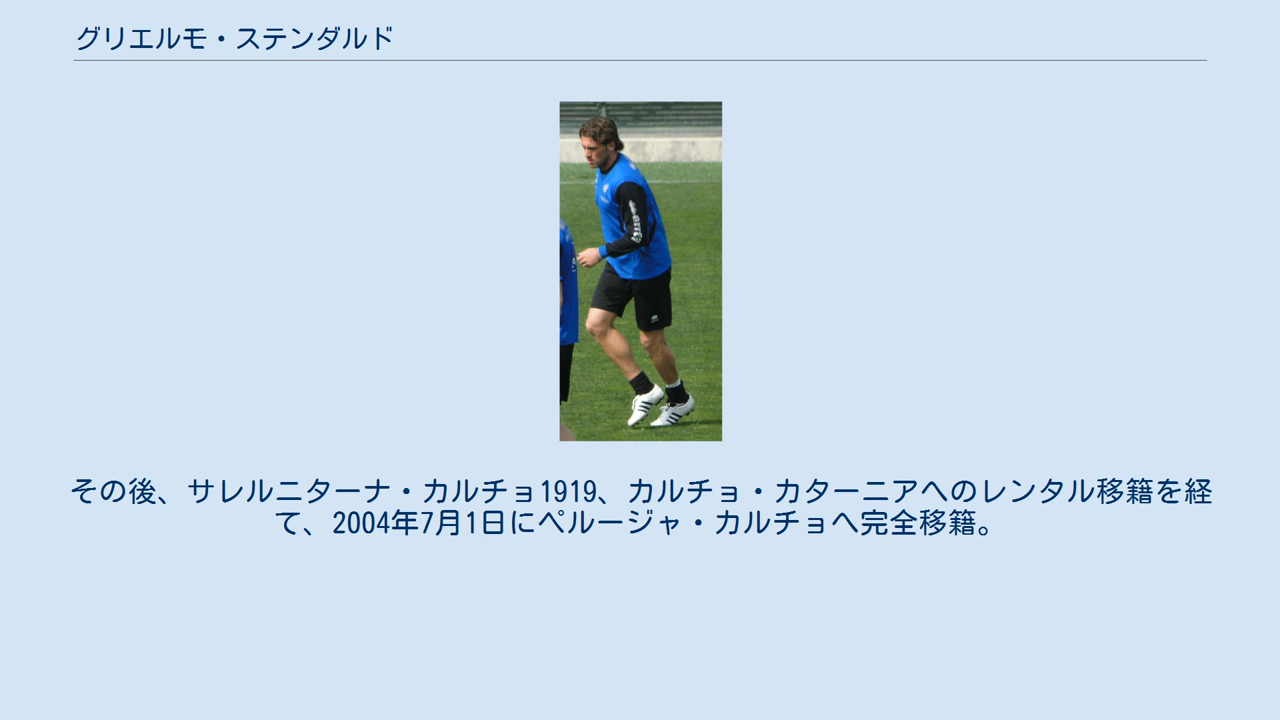 グリエルモ・ステンダルド
その後、サレルニターナ・カルチョ1919、カルチョ・カターニアへのレンタル移籍を経
て、2004年7月1日にペルージャ・カルチョへ完全移籍。